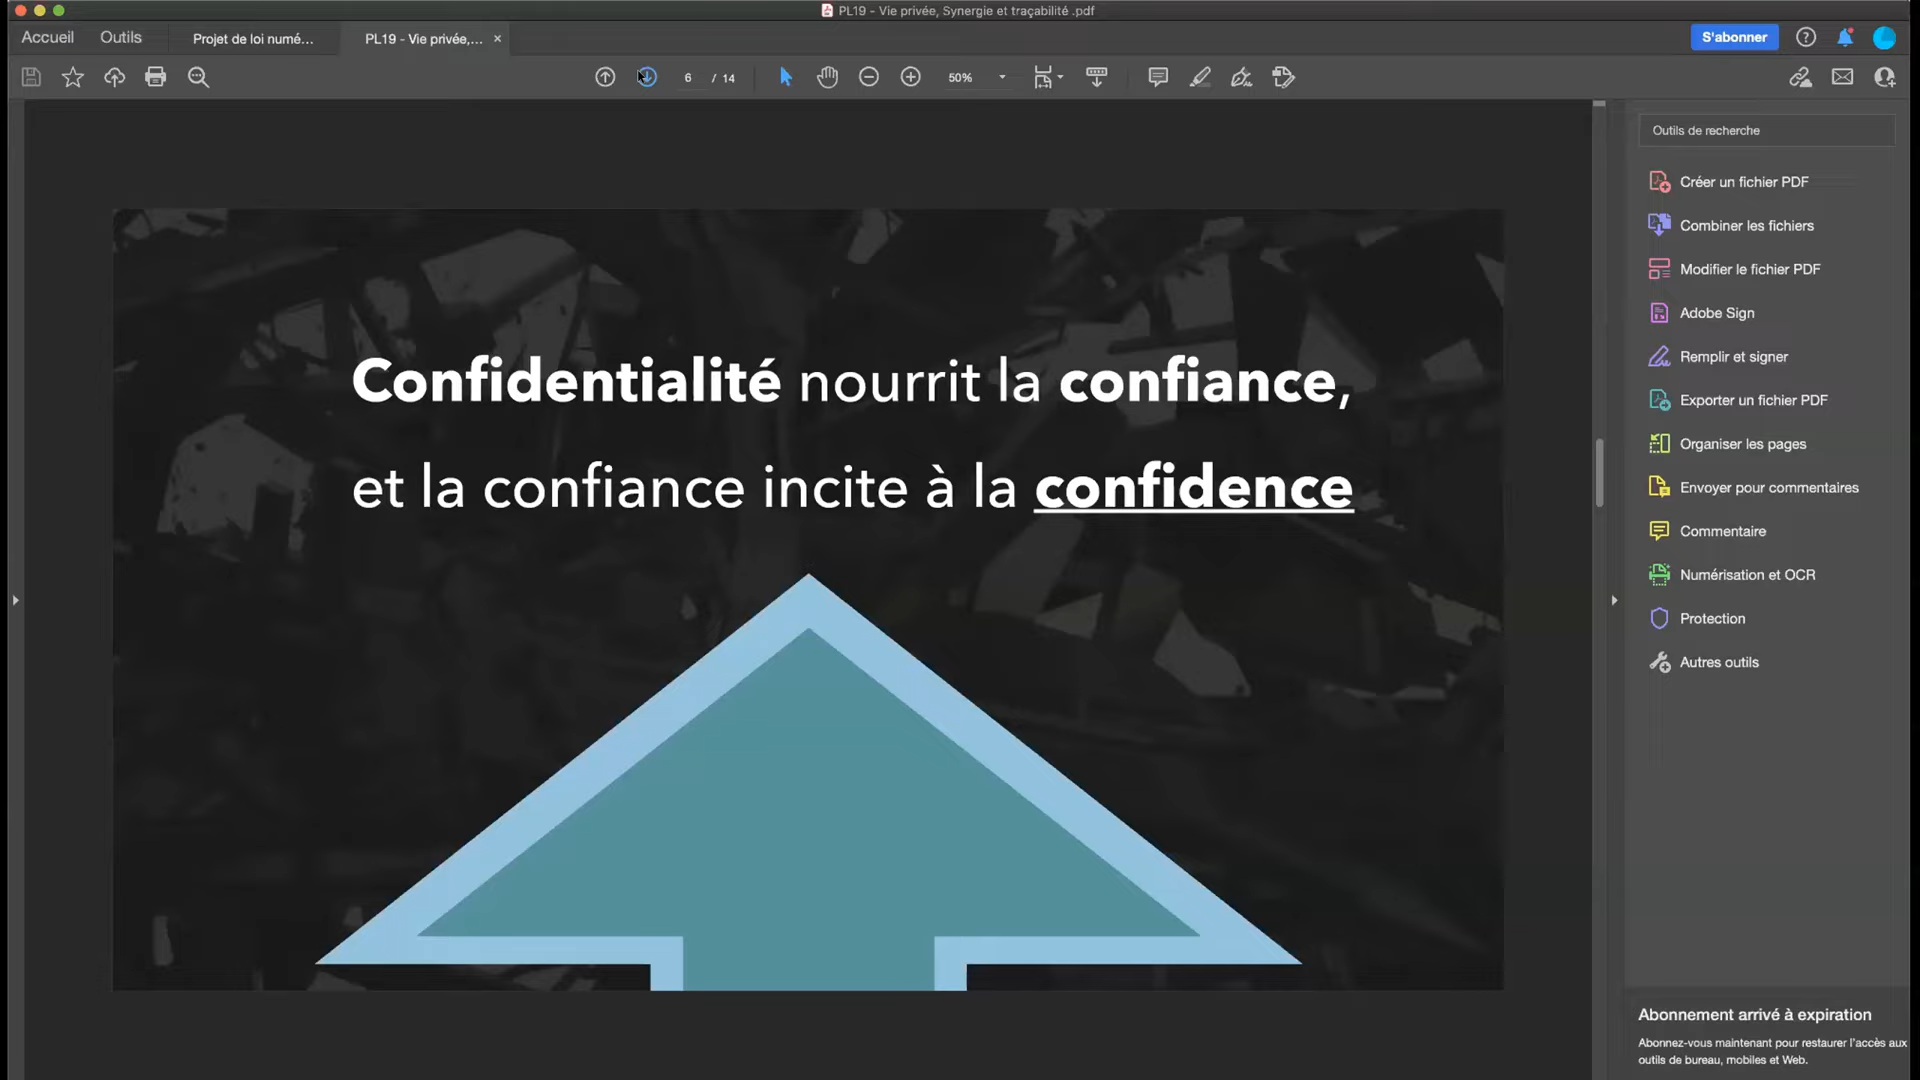 PL19 - Vie privée, Synergie et traçabilité .pdf
Accueil
Outils
Projet de loi numé...
PL19 - Vie privée,...
S'abonner
6 / 14
50%
Outils de recherche
Créer un fichier PDF
Combiner les fichiers
Modifier le fichier PDF
Adobe Sign
Remplir et signer
Exporter un fichier PDF
Organiser les pages
Envoyer pour commentaires
Commentaire
Numérisation et OCR
Protection
Autres outils
Confidentialité nourrit la confiance,
et la confiance incite à la confidence
Abonnement arrivé à expiration
Abonnez-vous maintenant pour restaurer l'accès aux
outils de bureau, mobiles et Web.